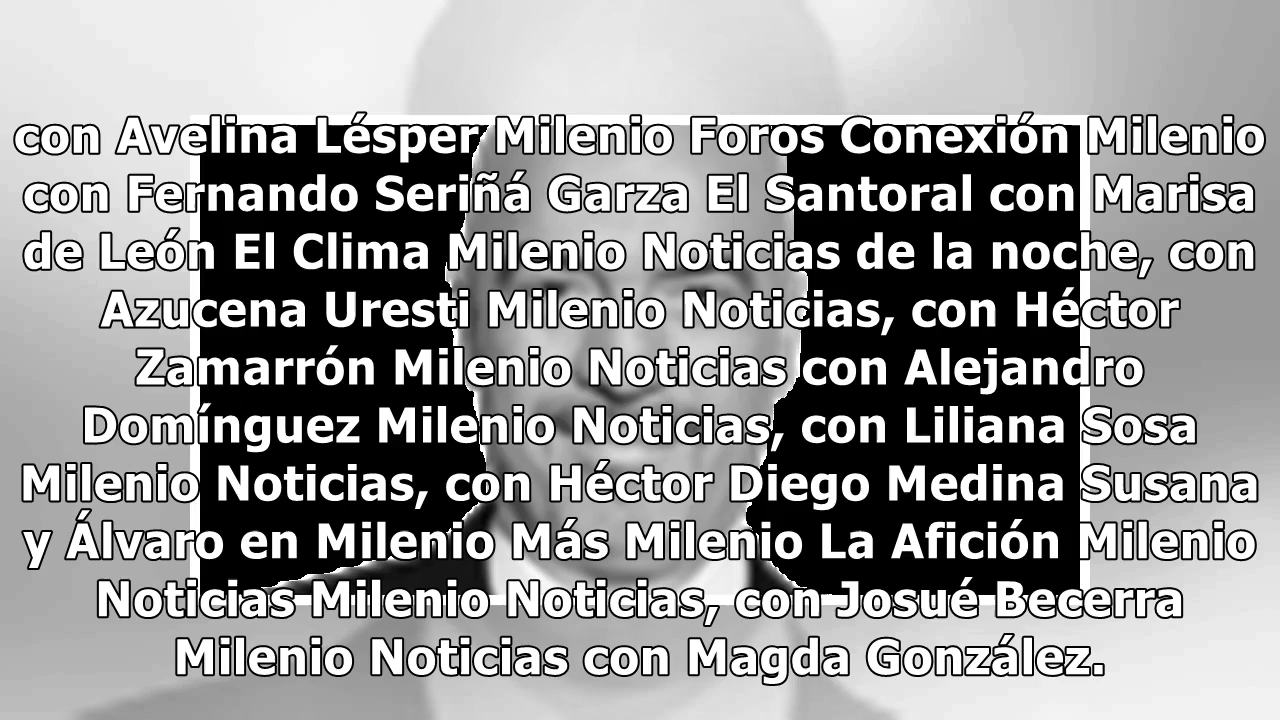 con Avelina Lésper Milenio Foros Conexión Milenio
con Fernando Seriñá Garza El Santoral con Marisa
de León El Clima Milenio Noticias de la noche, con
Azucena Uresti Milenio Noticias, con Héctor
Zamarrón Milenio Noticias con Alejandro
Domínguez Milenio Noticias, con Liliana Sosa
Milenio Noticias, con Héctor Diego Medina Susana
y Álvaro en Milenio Más Milenio La Afición Milenio
Noticias Milenio Noticias, con Josué Becerra
Milenio Noticias con Magda González.